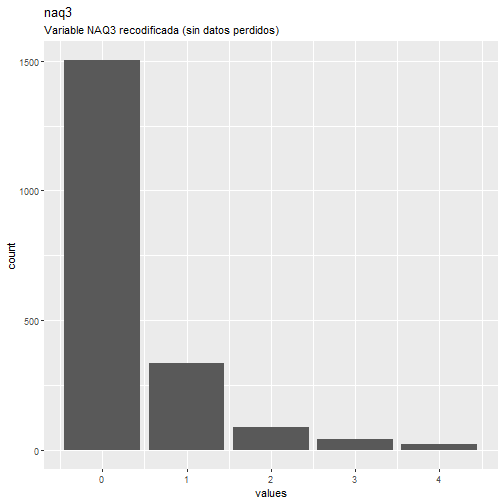 naq3
Variable NAQ3 recodificada (sin datos perdidos)
1500
1000
500
0
count
0 1 2 3 4
values